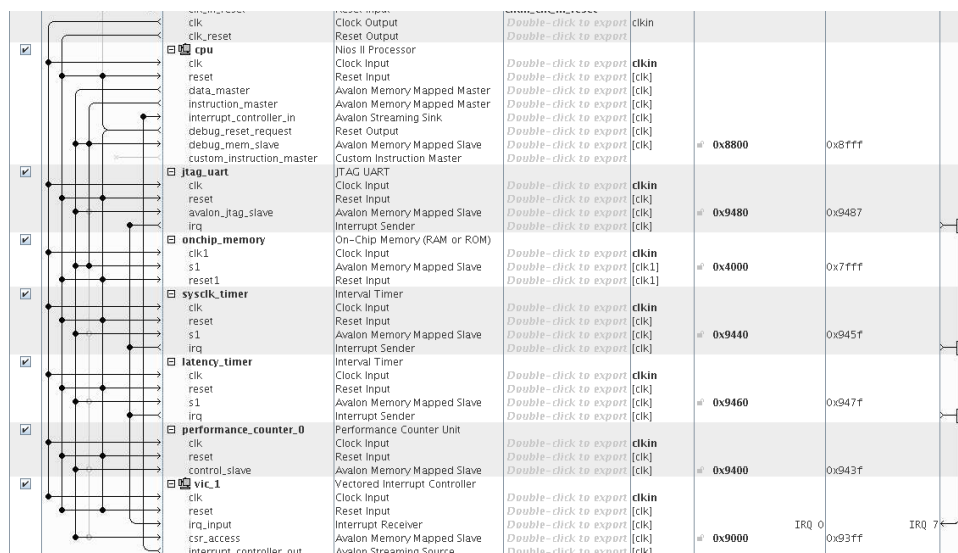 clk Clock Output Double-click to export clkin
clk_reset Reset Output Double-click to export
cpu Nios II Processor
clk Clock Input Double-click to export clkin
reset Reset Input Double-click to export [clk]
data_master Avalon Memory Mapped Master Double-click to export [clk]
instruction_master Avalon Memory Mapped Master Double-click to export [clk]
interrupt_controller_in Avalon Streaming Sink Double-click to export [clk]
debug_reset_request Reset Output Double-click to export [clk]
debug_mem_slave Avalon Memory Mapped Slave Double-click to export [clk] 0x8800 0x8fff
custom_instruction_master Custom Instruction Master Double-click to export
jtag_uart JTAG UART
clk Clock Input Double-click to export clkin
reset Reset Input Double-click to export [clk]
avalon_jtag_slave Avalon Memory Mapped Slave Double-click to export [clk] 0x9480 0x9487
irq Interrupt Sender Double-click to export [clk]
onchip_memory On-Chip Memory (RAM or ROM)
clk1 Clock Input Double-click to export clkin
s1 Avalon Memory Mapped Slave Double-click to export [clk1] 0x4000 0x7fff
reset1 Reset Input Double-click to export [clk1]
sysclk_timer Interval Timer
clk Clock Input Double-click to export clkin
reset Reset Input Double-click to export [clk]
s1 Avalon Memory Mapped Slave Double-click to export [clk] 0x9440 0x945f
irq Interrupt Sender Double-click to export [clk]
latency_timer Interval Timer
clk Clock Input Double-click to export clkin
reset Reset Input Double-click to export [clk]
s1 Avalon Memory Mapped Slave Double-click to export [clk] 0x9460 0x947f
irq Interrupt Sender Double-click to export [clk]
performance_counter_0 Performance Counter Unit
clk Clock Input Double-click to export clkin
reset Reset Input Double-click to export [clk]
control_slave Avalon Memory Mapped Slave Double-click to export [clk] 0x9400 0x943f
vic_1 Vectored Interrupt Controller
clk Clock Input Double-click to export clkin
reset Reset Input Double-click to export [clk]
irq_input Interrupt Receiver Double-click to export [clk] IRQ 0 IRQ 7
csr_access Avalon Memory Mapped Slave Double-click to export [clk] 0x9000 0x93ff
interrupt_controller_out Avalon Streaming Source Double-click to export [clk]